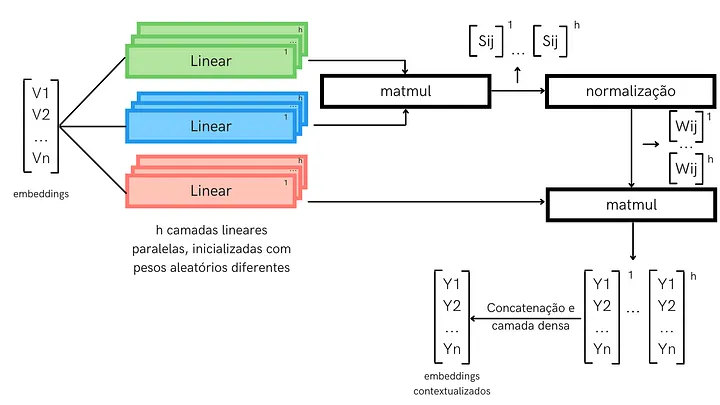 V1
V2
...
Vn
embeddings
h
...
1
Linear
h
...
1
Linear
h
...
1
Linear
h camadas lineares
paralelas, inicializadas com
pesos aleatórios diferentes
matmul
Sij 1 ... Sij h
normalização
Wij 1
...
Wij h
matmul
Y1
Y2
...
Yn
1
...
Y1
Y2
...
Yn
h
Concatenação e
camada densa
Y1
Y2
...
Yn
embeddings
contextualizados